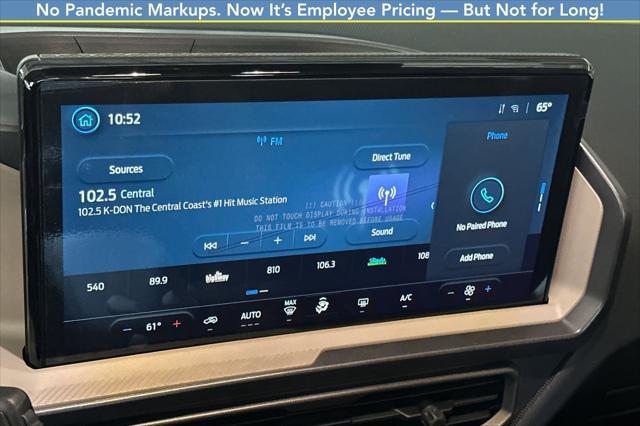 No Pandemic Markups. Now It's Employee Pricing — But Not for Long!
10:52
65°
FM
Phone
Sources
Direct Tune
102.5 Central
102.5 K-DON The Central Coast's #1 Hit Music Station
(!) CAUTION (!)
DO NOT TOUCH DISPLAY DURING INSTALLATION
THIS FILM IS TO BE REMOVED BEFORE USAGE
No Paired Phone
Sound
Add Phone
540
89.9
810
106.3
108
61°
AUTO
MAX
A/C